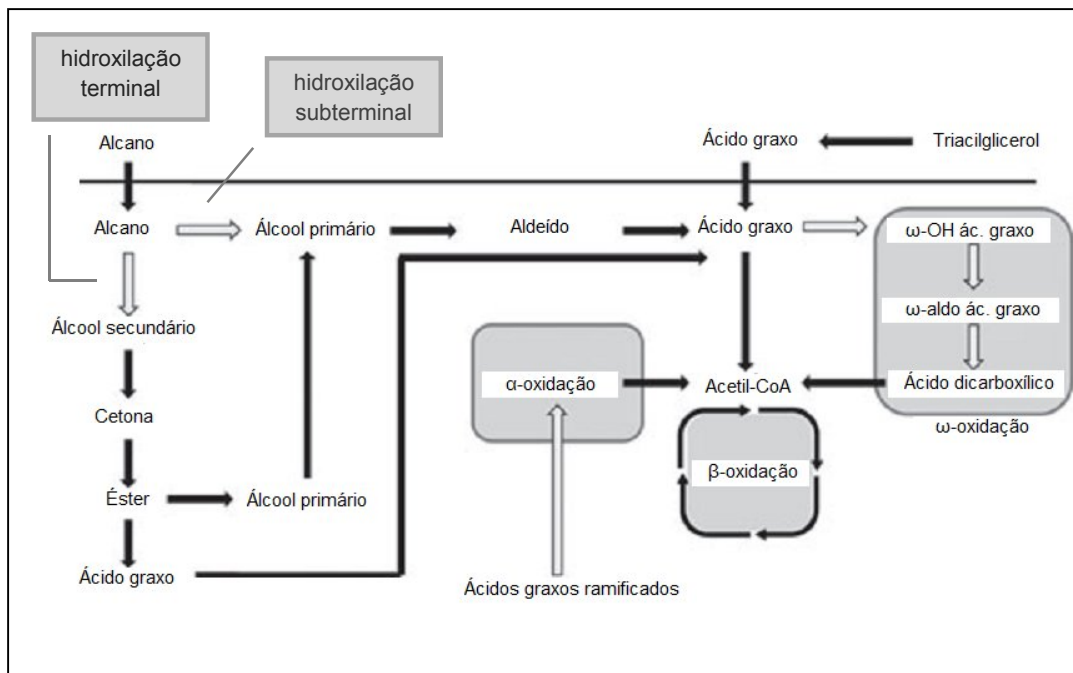 hidroxilação
terminal
hidroxilação
subterminal
Alcano
Ácido graxo
Triacilglicerol
Alcano
Álcool primário
Aldeído
Ácido graxo
ω-OH ác. graxo
ω-aldo ác. graxo
Álcool secundário
α-oxidação
Acetil-CoA
Ácido dicarboxílico
ω-oxidação
Cetona
β-oxidação
Éster
Álcool primário
Ácido graxo
Ácidos graxos ramificados